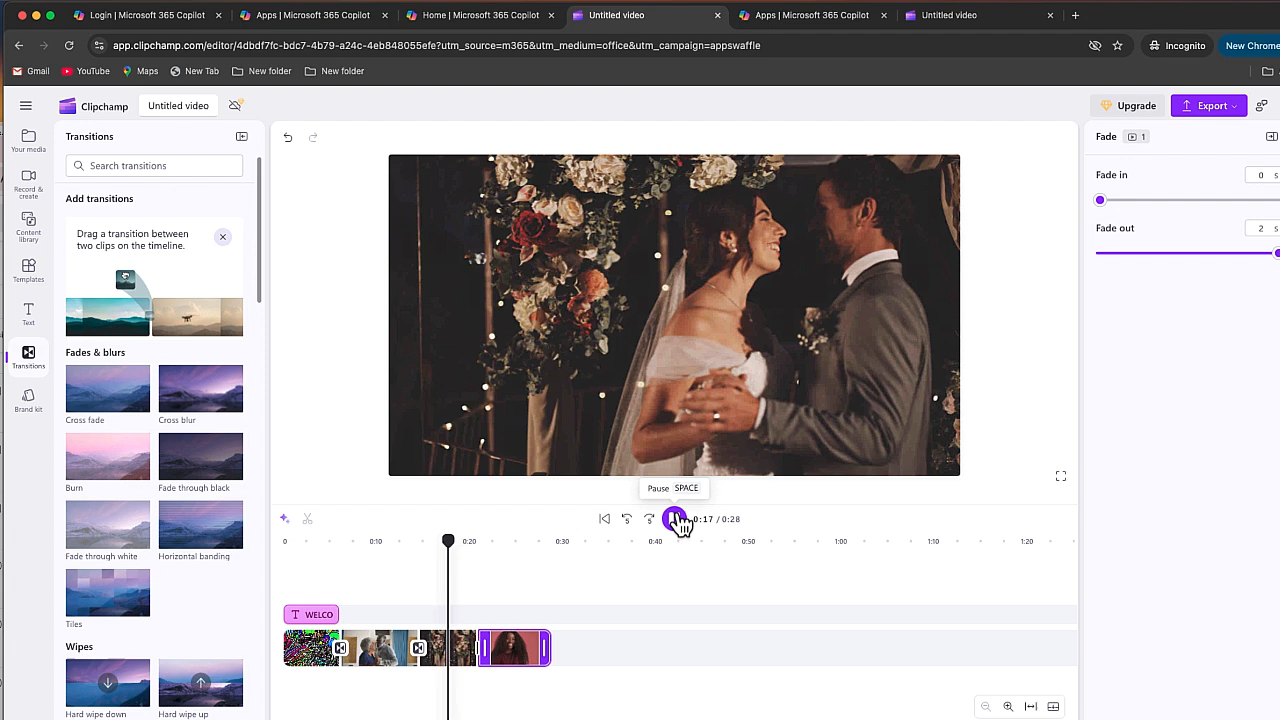 Login | Microsoft 365 Copilot
Apps | Microsoft 365 Copilot
Home | Microsoft 365 Copilot
Untitled video
Apps | Microsoft 365 Copilot
Untitled video
app.clipchamp.com/editor/4dbdf7fc-bdc7-4b79-a24c-4eb848055efe?utm_source=m365&utm_medium=office&utm_campaign=appswaffle
Incognito
New Chrome
Gmail
YouTube
Maps
New Tab
New folder
New folder
Clipchamp
Untitled video
Upgrade
Export
Your media
Record & create
Content library
Templates
Text
Transitions
Brand kit
Transitions
Search transitions
Add transitions
Drag a transition between
two clips on the timeline.
Fades & blurs
Cross fade
Cross blur
Burn
Fade through black
Fade through white
Horizontal banding
Tiles
Wipes
Hard wipe down
Hard wipe up
Pause SPACE
5
5
0:17 / 0:28
0
0:10
0:20
0:30
0:40
0:50
1:00
1:10
1:20
T WELCO
Fade
1
Fade in
0 s
Fade out
2 s